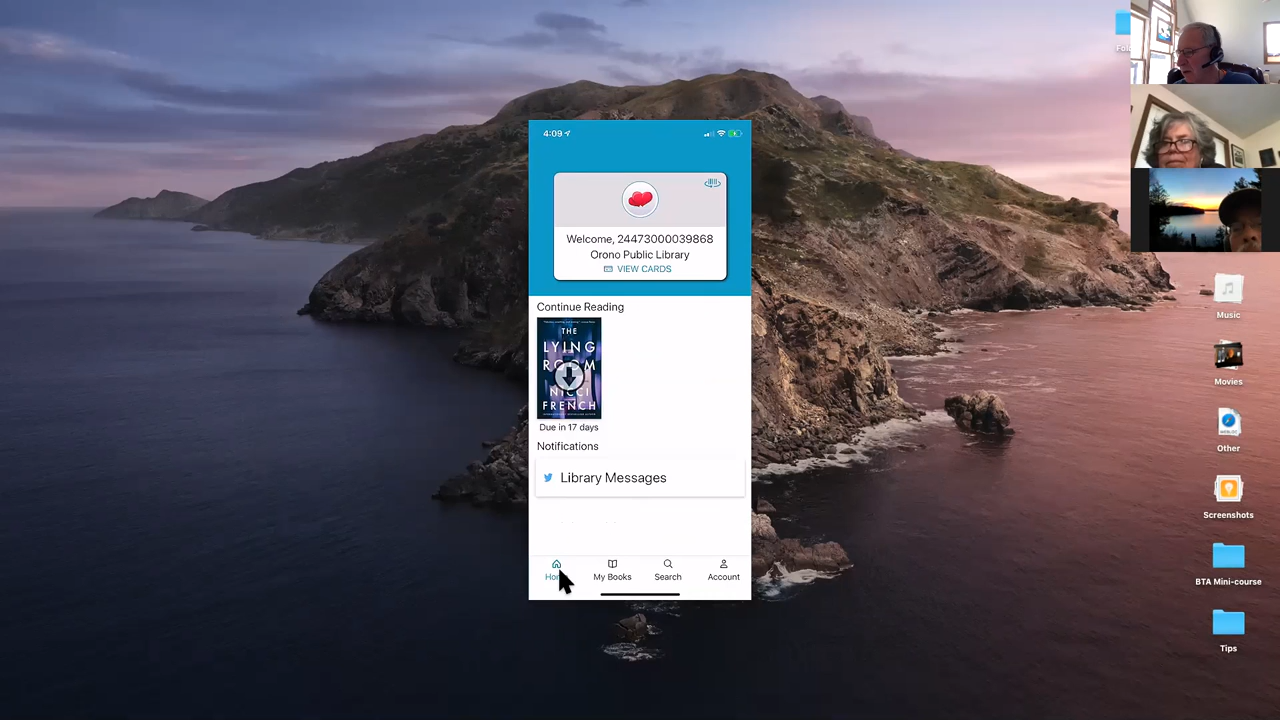 4:09
Welcome, 24473000039868
Orono Public Library
VIEW CARDS
Continue Reading
THE
LYING
ROOM
NICCI
FRENCH
Due in 17 days
Notifications
Library Messages
My Books
Search
Account
Music
Movies
Other
Screenshots
BTA Mini-course
Tips